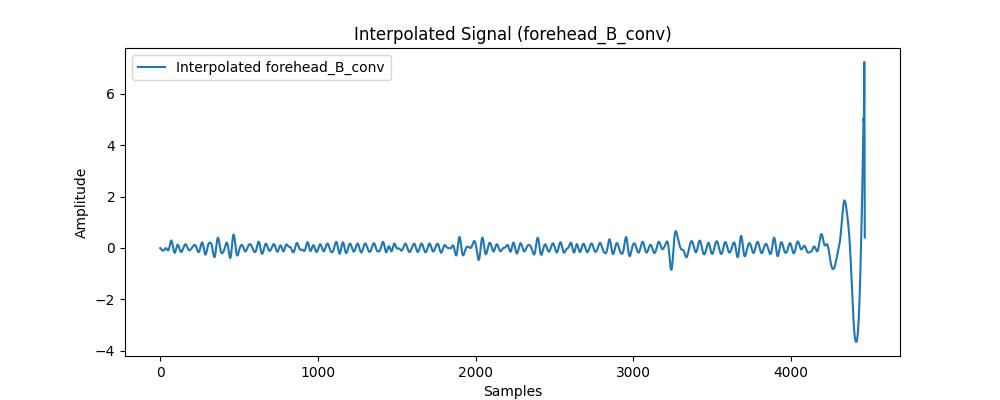 Interpolated Signal (forehead_B_conv)
Interpolated forehead_B_conv
Amplitude
6
4
2
0
−2
−4
0 1000 2000 3000 4000
Samples